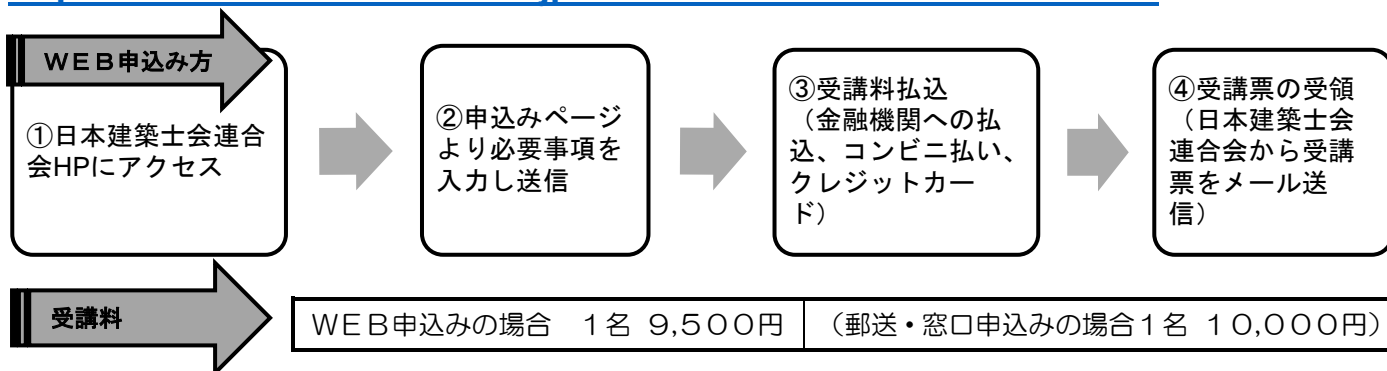 WEB申込み方
①日本建築士会連合
会HPにアクセス
②申込みページ
より必要事項を
入力し送信
③受講料払込
（金融機関への払
込、コンビニ払い、
クレジットカー
ド）
④受講票の受領
（日本建築士会
連合会から受講
票をメール送
信）
受講料
WEB申込みの場合　1名 9,500円
（郵送・窓口申込みの場合1名 10,000円）